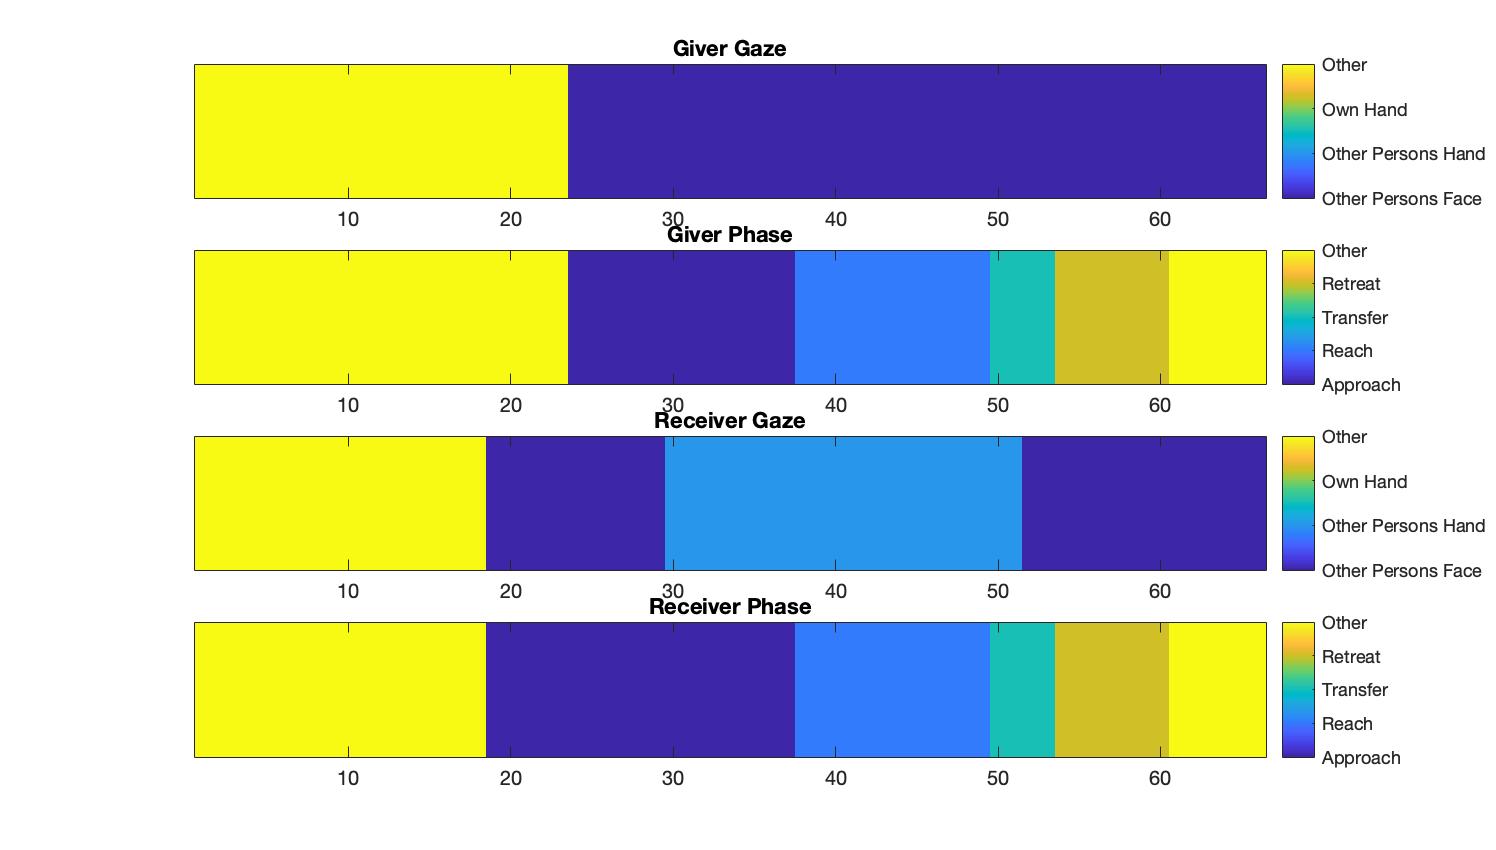 Giver Gaze
Other
Own Hand
Other Persons Hand
Other Persons Face
10 20 30 40 50 60
Giver Phase
Other
Retreat
Transfer
Reach
Approach
10 20 30 40 50 60
Receiver Gaze
Other
Own Hand
Other Persons Hand
Other Persons Face
10 20 30 40 50 60
Receiver Phase
Other
Retreat
Transfer
Reach
Approach
10 20 30 40 50 60